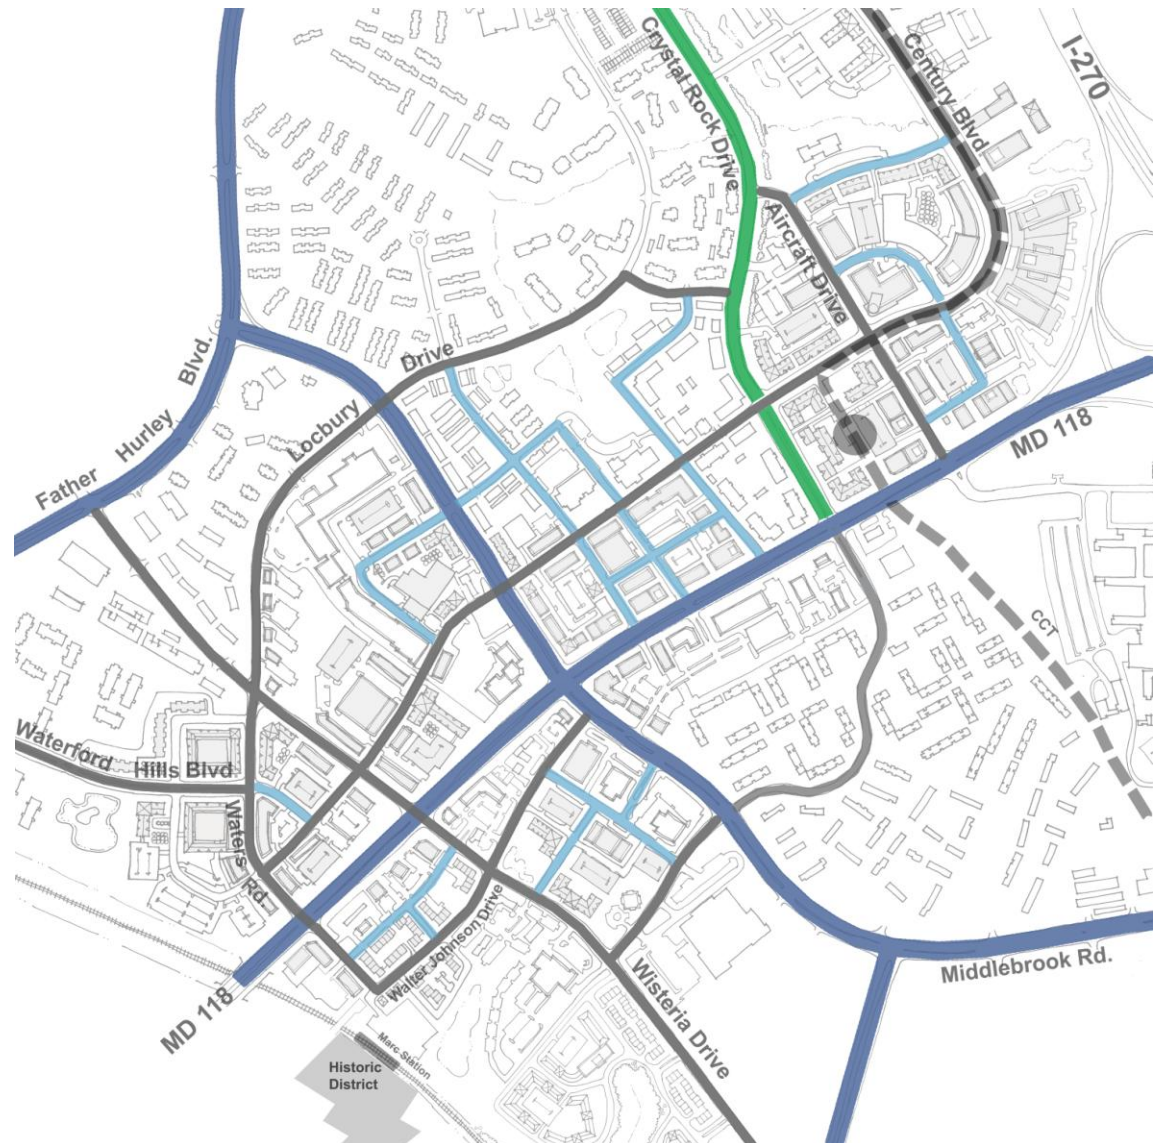 Crystal Rock Drive
Century Blvd
I-270
Aircraft Drive
Blvd.
Drive
Locbury
Hurley
Father
MD 118
CCT
Waterford
Hills Blvd.
Waters
Rd.
Walter Johnson Drive
Wisteria Drive
Middlebrook Rd.
MD 118
Marc Station
Historic
District